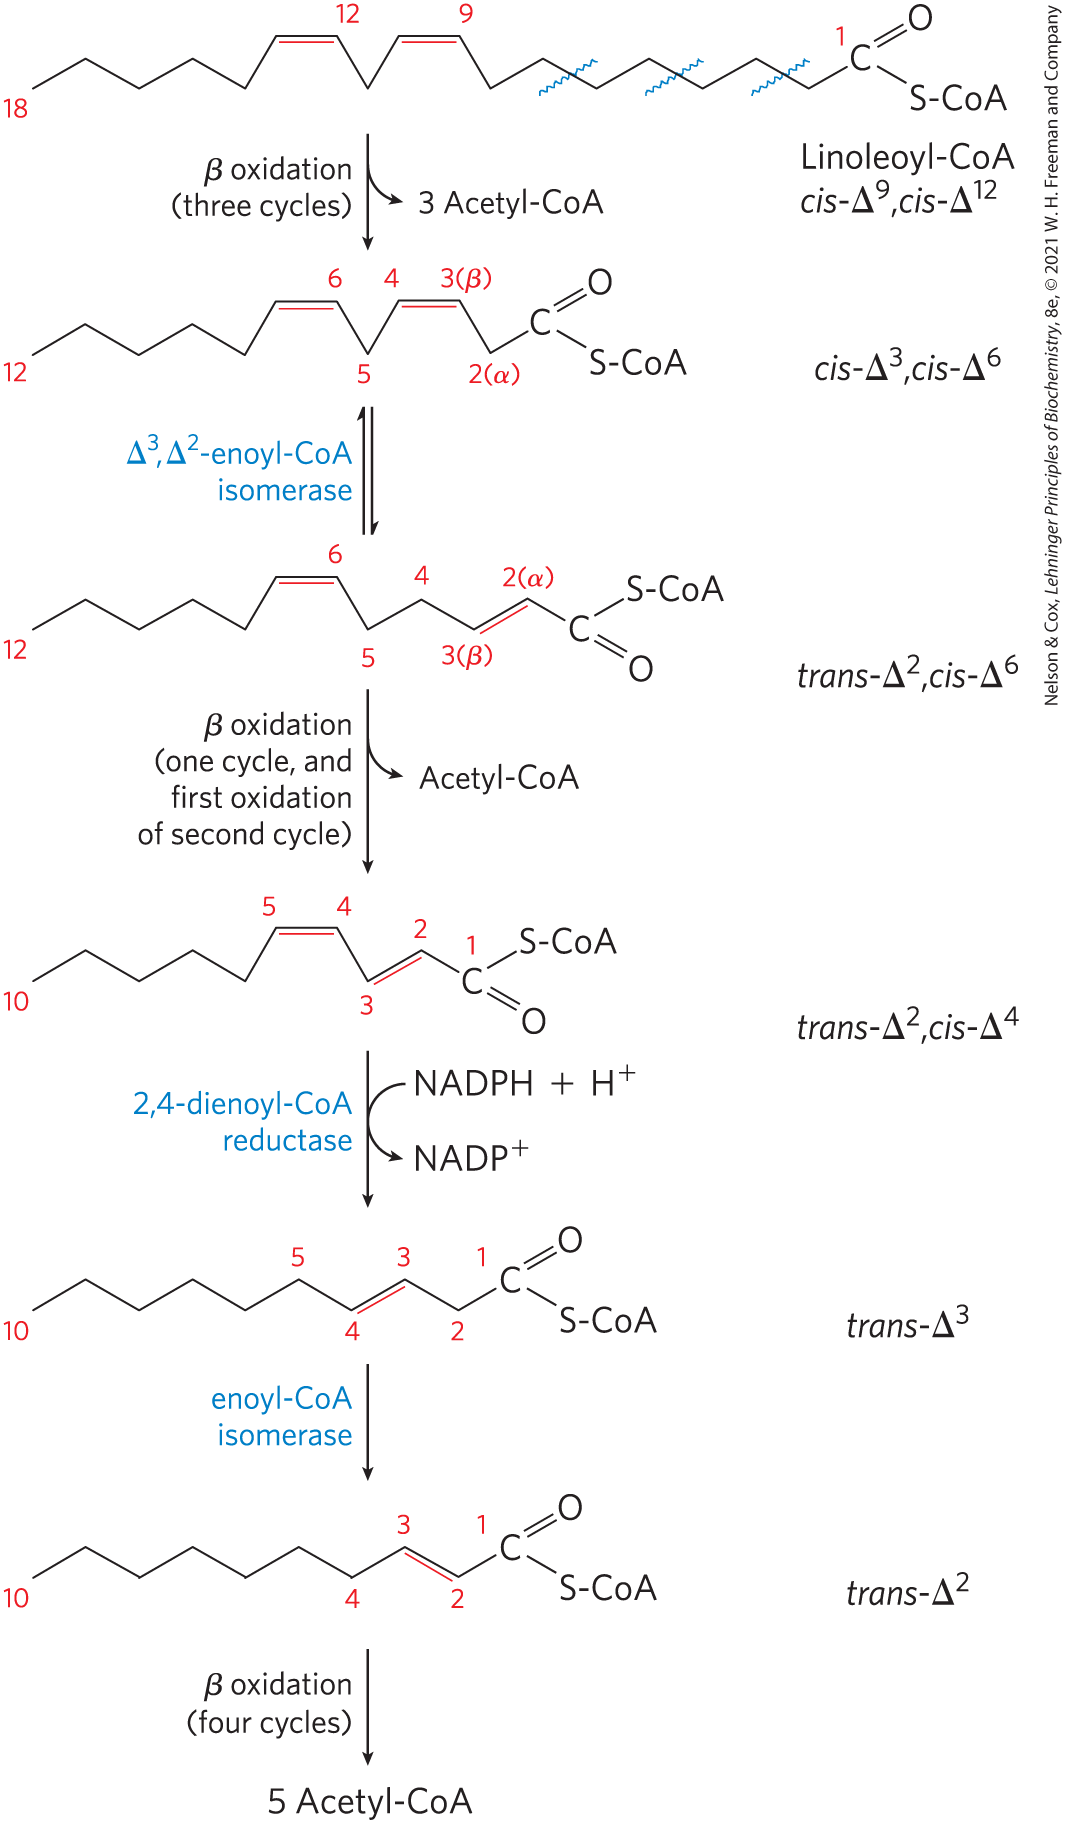 12 9 1 O
C
18 S-CoA
β oxidation
(three cycles)
3 Acetyl-CoA
Linoleoyl-CoA
cis-Δ⁹,cis-Δ¹²
6 4 3(β) O
C
12 5 2(α) S-CoA
cis-Δ³,cis-Δ⁶
Δ³,Δ²-enoyl-CoA
isomerase
6 4 2(α) S-CoA
C
12 5 3(β) O
trans-Δ²,cis-Δ⁶
β oxidation
(one cycle, and
first oxidation
of second cycle)
Acetyl-CoA
5 4 2 1 S-CoA
C
10 3 O
trans-Δ²,cis-Δ⁴
2,4-dienoyl-CoA
reductase
NADPH + H⁺
NADP⁺
5 3 1 O
C
10 4 2 S-CoA
trans-Δ³
enoyl-CoA
isomerase
3 1 O
C
10 4 2 S-CoA
trans-Δ²
β oxidation
(four cycles)
5 Acetyl-CoA
Nelson & Cox, Lehninger Principles of Biochemistry, 8e, © 2021 W. H. Freeman and Company